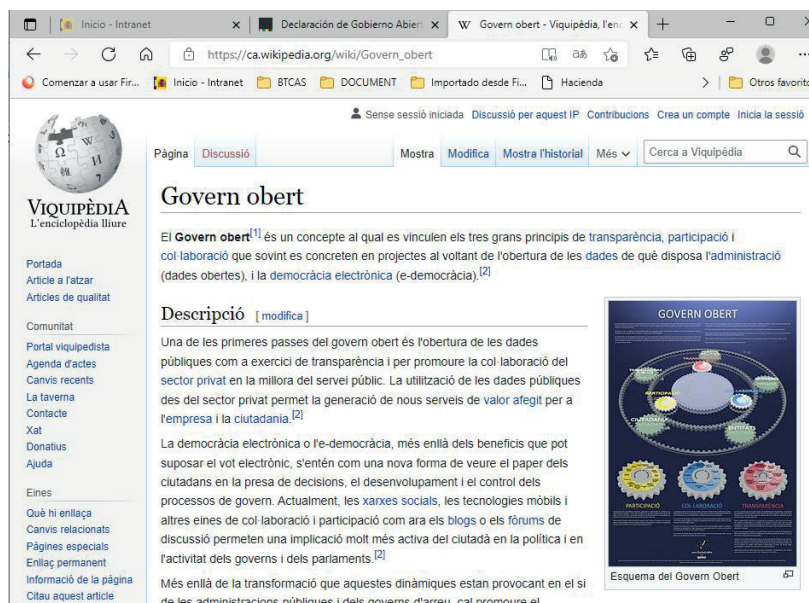 Inicio - Intranet
Declaración de Gobierno Abier
Govern obert - Viquipèdia, l'enc
https://ca.wikipedia.org/wiki/Govern_obert
Comenzar a usar Fir...
Inicio - Intranet
BTCAS
DOCUMENT
Importado desde Fi...
Hacienda
Otros favorito
Sense sessió iniciada Discussió per aquest IP Contribucions Crea un compte Inicia la sessió
Pàgina Discussió Mostra Modifica Mostra l'historial Més Cerca a Viquipèdia
VIQUIPÈDIA
L'enciclopèdia lliure
Portada
Article a l'atzar
Articles de qualitat
Comunitat
Portal viquipedista
Agenda d'actes
Canvis recents
La taverna
Contacte
Xat
Donatius
Ajuda
Eines
Què hi enllaça
Canvis relacionats
Pàgines especials
Enllaç permanent
Informació de la pàgina
Citau aquest article
Govern obert
El Govern obert[1] és un concepte al qual es vinculen els tres grans principis de transparència, participació i
col·laboració que sovint es concreten en projectes al voltant de l'obertura de les dades de què disposa l'administració
(dades obertes), i la democràcia electrònica (e-democràcia).[2]
Descripció [ modifica ]
Una de les primeres passes del govern obert és l'obertura de les dades
públiques com a exercici de transparència i per promoure la col·laboració del
sector privat en la millora del servei públic. La utilització de les dades públiques
des del sector privat permet la generació de nous serveis de valor afegit per a
l'empresa i la ciutadania.[2]
La democràcia electrònica o l'e-democràcia, més enllà dels beneficis que pot
suposar el vot electrònic, s'entén com una nova forma de veure el paper dels
ciutadans en la presa de decisions, el desenvolupament i el control dels
processos de govern. Actualment, les xarxes socials, les tecnologies mòbils i
altres eines de col·laboració i participació com ara els blogs o els fòrums de
discussió permeten una implicació molt més activa del ciutadà en la política i en
l'activitat dels governs i dels parlaments.[2]
Més enllà de la transformació que aquestes dinàmiques estan provocant en el si
de les administracions públiques i dels governs d'arreu, cal promoure el
GOVERN OBERT
PARTICIPACIÓ
COL·LABORACIÓ
TRANSPARÈNCIA
Esquema del Govern Obert